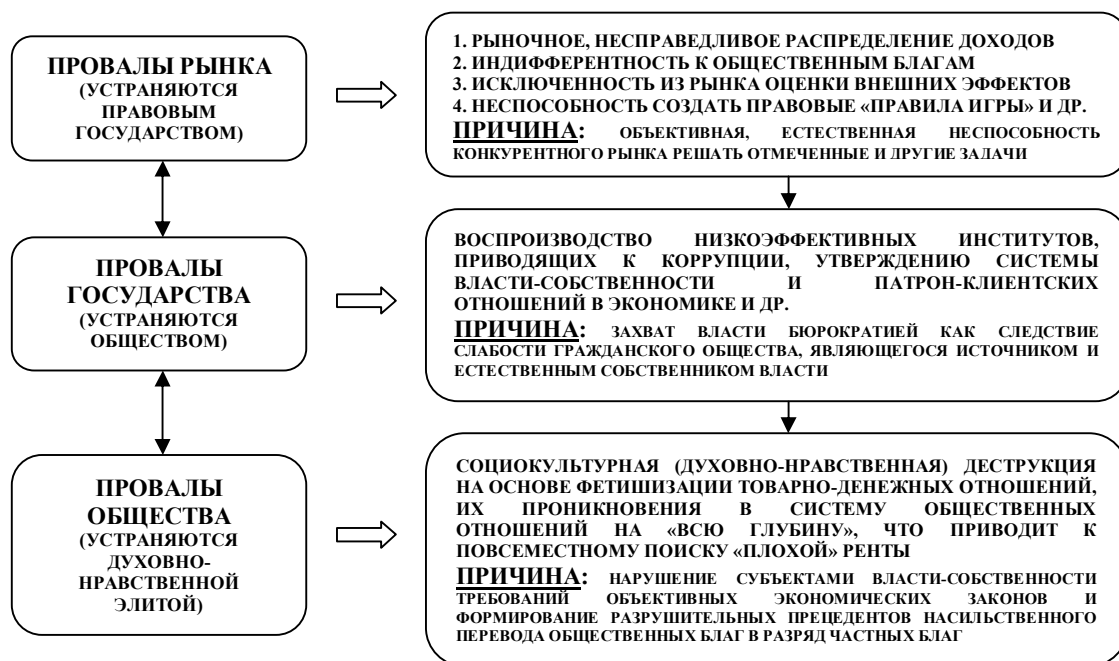 ПРОВАЛЫ РЫНКА
(УСТРАНЯЮТСЯ
ПРАВОВЫМ
ГОСУДАРСТВОМ)
1. РЫНОЧНОЕ, НЕСПРАВЕДЛИВОЕ РАСПРЕДЕЛЕНИЕ ДОХОДОВ
2. ИНДИФФЕРЕНТНОСТЬ К ОБЩЕСТВЕННЫМ БЛАГАМ
3. ИСКЛЮЧЕННОСТЬ ИЗ РЫНКА ОЦЕНКИ ВНЕШНИХ ЭФФЕКТОВ
4. НЕСПОСОБНОСТЬ СОЗДАТЬ ПРАВОВЫЕ «ПРАВИЛА ИГРЫ» И ДР.
ПРИЧИНА: ОБЪЕКТИВНАЯ, ЕСТЕСТВЕННАЯ НЕСПОСОБНОСТЬ
КОНКУРЕНТНОГО РЫНКА РЕШАТЬ ОТМЕЧЕННЫЕ И ДРУГИЕ ЗАДАЧИ
ПРОВАЛЫ
ГОСУДАРСТВА
(УСТРАНЯЮТСЯ
ОБЩЕСТВОМ)
ВОСПРОИЗВОДСТВО НИЗКОЭФФЕКТИВНЫХ ИНСТИТУТОВ,
ПРИВОДЯЩИХ К КОРРУПЦИИ, УТВЕРЖДЕНИЮ СИСТЕМЫ
ВЛАСТИ-СОБСТВЕННОСТИ И ПАТРОН-КЛИЕНТСКИХ
ОТНОШЕНИЙ В ЭКОНОМИКЕ И ДР.
ПРИЧИНА: ЗАХВАТ ВЛАСТИ БЮРОКРАТИЕЙ КАК СЛЕДСТВИЕ
СЛАБОСТИ ГРАЖДАНСКОГО ОБЩЕСТВА, ЯВЛЯЮЩЕГОСЯ ИСТОЧНИКОМ И
ЕСТЕСТВЕННЫМ СОБСТВЕННИКОМ ВЛАСТИ
ПРОВАЛЫ
ОБЩЕСТВА
(УСТРАНЯЮТСЯ
ДУХОВНО-
НРАВСТВЕННОЙ
ЭЛИТОЙ)
СОЦИОКУЛЬТУРНАЯ (ДУХОВНО-НРАВСТВЕННАЯ) ДЕСТРУКЦИЯ
НА ОСНОВЕ ФЕТИШИЗАЦИИ ТОВАРНО-ДЕНЕЖНЫХ ОТНОШЕНИЙ,
ИХ ПРОНИКНОВЕНИЯ В СИСТЕМУ ОБЩЕСТВЕННЫХ
ОТНОШЕНИЙ НА «ВСЮ ГЛУБИНУ», ЧТО ПРИВОДИТ К
ПОВСЕМЕСТНОМУ ПОИСКУ «ПЛОХОЙ» РЕНТЫ
ПРИЧИНА: НАРУШЕНИЕ СУБЪЕКТАМИ ВЛАСТИ-СОБСТВЕННОСТИ
ТРЕБОВАНИЙ ОБЪЕКТИВНЫХ ЭКОНОМИЧЕСКИХ ЗАКОНОВ И
ФОРМИРОВАНИЕ РАЗРУШИТЕЛЬНЫХ ПРЕЦЕДЕНТОВ НАСИЛЬСТВЕННОГО
ПЕРЕВОДА ОБЩЕСТВЕННЫХ БЛАГ В РАЗРЯД ЧАСТНЫХ БЛАГ